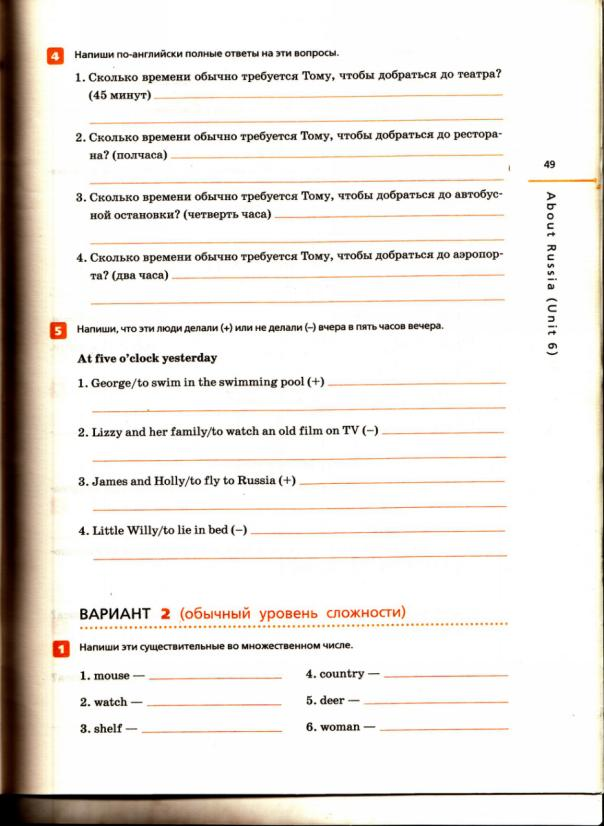 4 Напиши по-английски полные ответы на эти вопросы.
1. Сколько времени обычно требуется Тому, чтобы добраться до театра?
(45 минут)
2. Сколько времени обычно требуется Тому, чтобы добраться до рестора-
на? (полчаса)
3. Сколько времени обычно требуется Тому, чтобы добраться до автобус-
ной остановки? (четверть часа)
4. Сколько времени обычно требуется Тому, чтобы добраться до аэропор-
та? (два часа)
49
About Russia (Unit 6)
5 Напиши, что эти люди делали (+) или не делали (–) вчера в пять часов вечера.
At five o'clock yesterday
1. George/to swim in the swimming pool (+)
2. Lizzy and her family/to watch an old film on TV (–)
3. James and Holly/to fly to Russia (+)
4. Little Willy/to lie in bed (–)
ВАРИАНТ 2 (обычный уровень сложности)
1 Напиши эти существительные во множественном числе.
1. mouse —
2. watch —
3. shelf —
4. country —
5. deer —
6. woman —